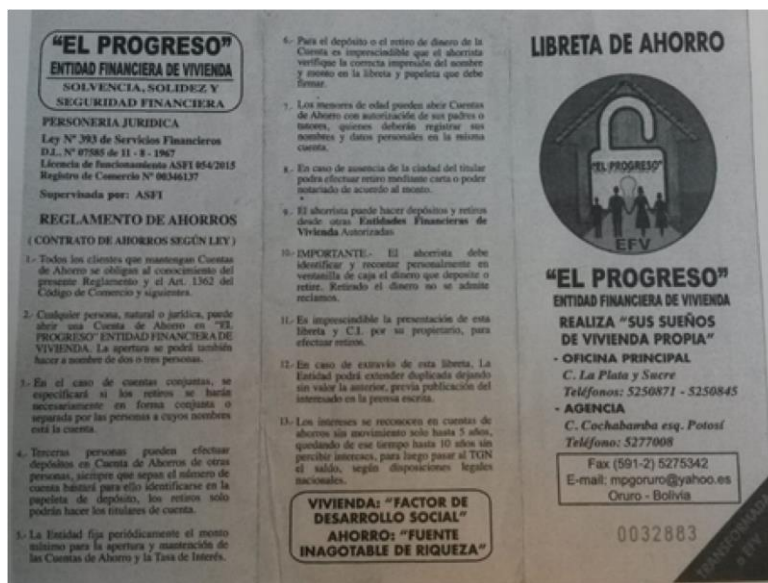 "EL PROGRESO"
ENTIDAD FINANCIERA DE VIVIENDA
SOLVENCIA, SOLIDEZ Y
SEGURIDAD FINANCIERA
PERSONERIA JURIDICA
Ley Nº 393 de Servicios Financieros
D.L. Nº 07585 de 11 - 8 - 1967
Licencia de funcionamiento ASFI 054/2015
Registro de Comercio Nº 00346137
Supervisada por: ASFI
REGLAMENTO DE AHORROS
( CONTRATO DE AHORROS SEGÚN LEY )
1.- Todos los clientes que mantengan Cuentas
de Ahorro se obligan al conocimiento del
presente Reglamento y el Art. 1362 del
Código de Comercio y siguientes.
2.- Cualquier persona, natural o jurídica, puede
abrir una Cuenta de Ahorro en "EL
PROGRESO" ENTIDAD FINANCIERA DE
VIVIENDA. La apertura se podrá también
hacer a nombre de dos o tres personas.
3.- En el caso de cuentas conjuntas, se
especificará si los retiros se harán
necesariamente en forma conjunta o
separada por las personas a cuyos nombres
está la cuenta.
4.- Terceras personas pueden efectuar
depósitos en Cuenta de Ahorros de otras
personas, siempre que sepan el número de
cuenta bastará para ello identificarse en la
papeleta de depósito, los retiros solo
podrán hacer los titulares de cuenta.
5.- La Entidad fija periódicamente el monto
mínimo para la apertura y mantención de
las Cuentas de Ahorro y la Tasa de Interés.
6.- Para el depósito o el retiro de dinero de la
Cuenta es imprescindible que el ahorrista
verifique la correcta impresión del nombre
y monto en la libreta y papeleta que debe
firmar.
7.- Los menores de edad pueden abrir Cuentas
de Ahorro con autorización de sus padres o
tutores, quienes deberán registrar sus
nombres y datos personales en la misma
cuenta.
8.- En caso de ausencia de la ciudad del titular
podrá efectuar retiro mediante carta o poder
notariado de acuerdo al monto.
9.- El ahorrista puede hacer depósitos y retiros
desde otras Entidades Financieras de
Vivienda Autorizadas
10.- IMPORTANTE.- El ahorrista debe
identificar y recontar personalmente en
ventanilla de caja el dinero que deposite o
retire. Retirado el dinero no se admite
reclamos.
11.- Es imprescindible la presentación de esta
libreta y C.I. por su propietario, para
efectuar retiros.
12.- En caso de extravío de esta libreta, La
Entidad podrá extender duplicada dejando
sin valor la anterior, previa publicación del
interesado en la prensa escrita.
13.- Los intereses se reconocen en cuentas de
ahorros sin movimiento solo hasta 5 años,
quedando de ese tiempo hasta 10 años sin
percibir intereses, para luego pasar al TGN
el saldo, según disposiciones legales
nacionales.
VIVIENDA: "FACTOR DE
DESARROLLO SOCIAL"
AHORRO: "FUENTE
INAGOTABLE DE RIQUEZA"
LIBRETA DE AHORRO
"EL PROGRESO"
EFV
"EL PROGRESO"
ENTIDAD FINANCIERA DE VIVIENDA
REALIZA "SUS SUEÑOS
DE VIVIENDA PROPIA"
- OFICINA PRINCIPAL
C. La Plata y Sucre
Teléfonos: 5250871 - 5250845
- AGENCIA
C. Cochabamba esq. Potosí
Teléfono: 5277008
Fax (591-2) 5275342
E-mail: mpgoruro@yahoo.es
Oruro - Bolivia
0032883
TRANSFORMADA
A EFV